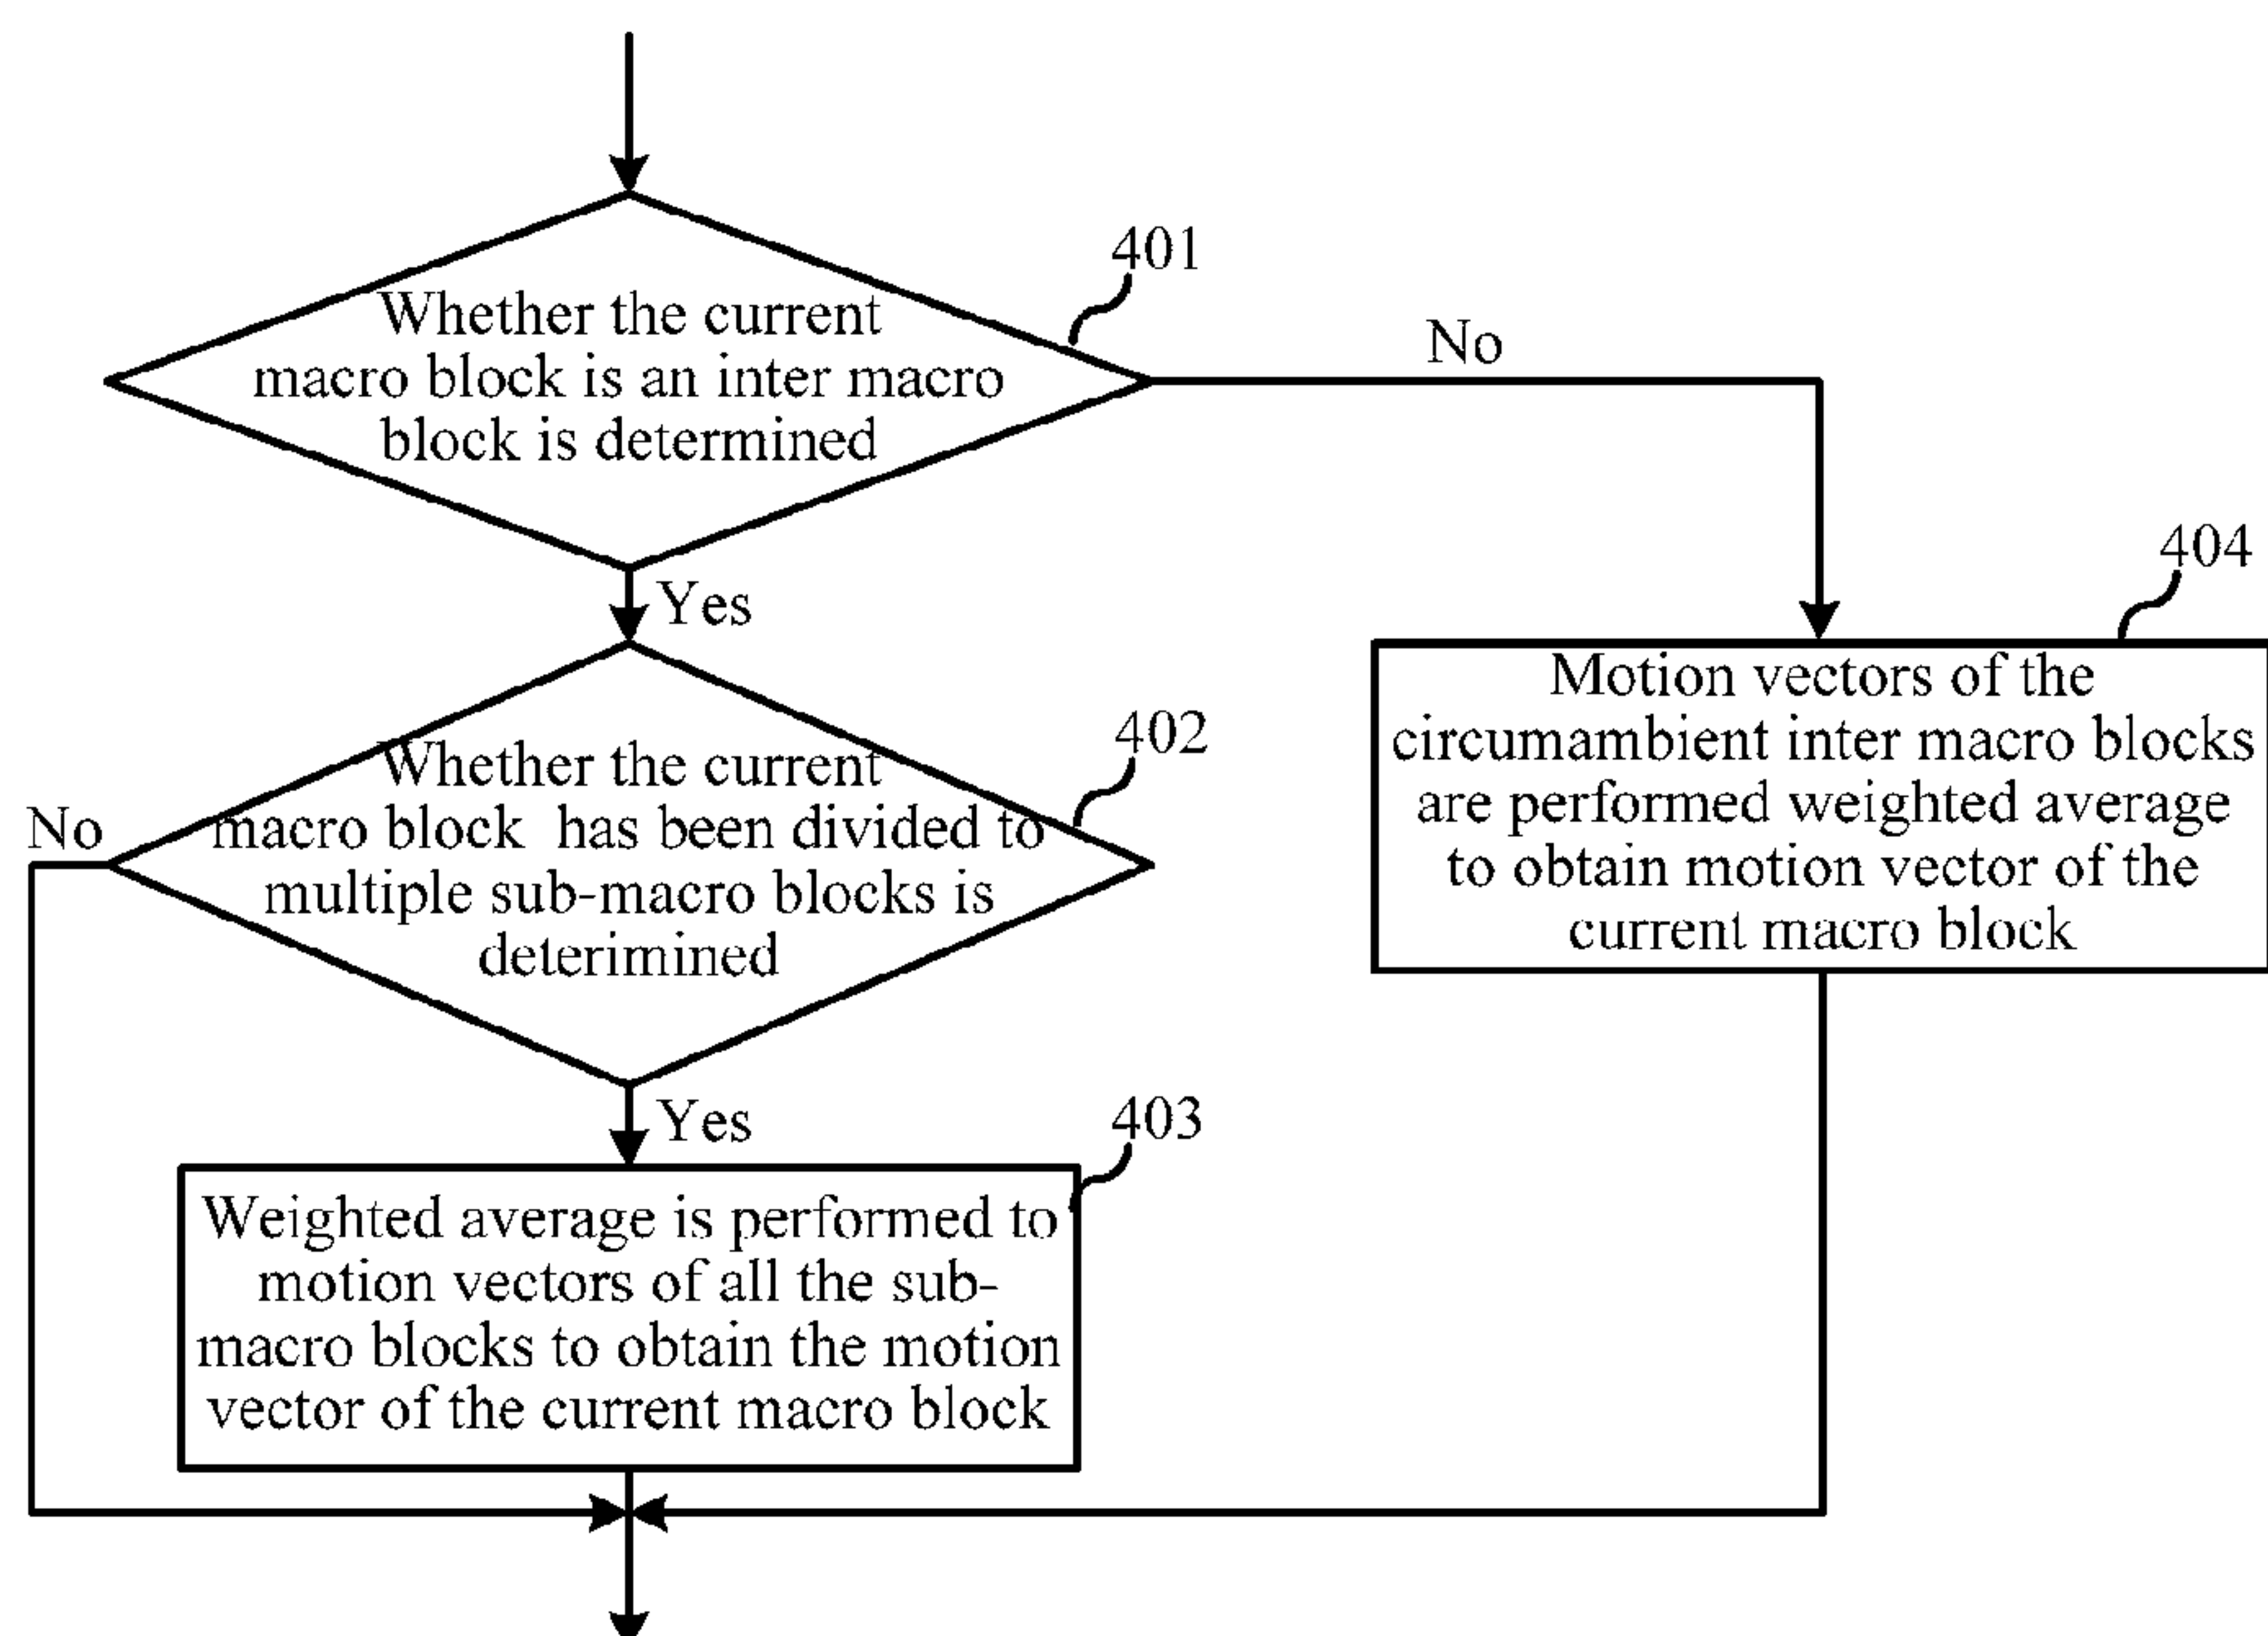 401
Whether the current
macro block is an inter macro
block is determined
No
Yes
404
Motion vectors of the
circumambient inter macro blocks
are performed weighted average
to obtain motion vector of the
current macro block
402
Whether the current
macro block has been divided to
multiple sub-macro blocks is
deterimined
No
Yes
403
Weighted average is performed to
motion vectors of all the sub-
macro blocks to obtain the motion
vector of the current macro block